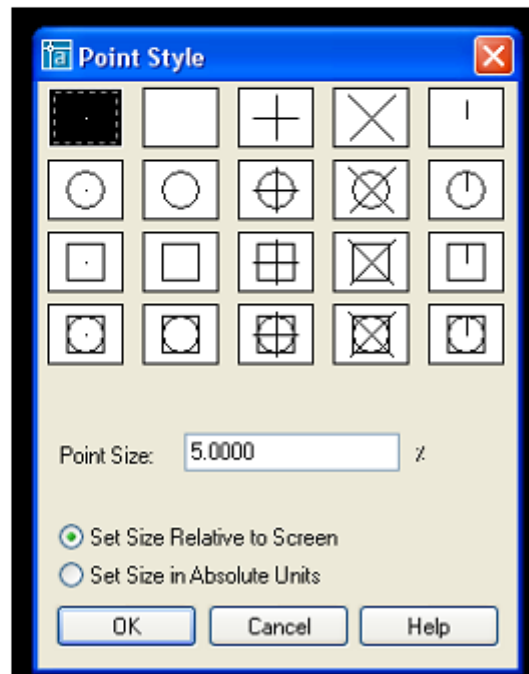 Point Style
Point Size: 5.0000 %
Set Size Relative to Screen
Set Size in Absolute Units
OK Cancel Help